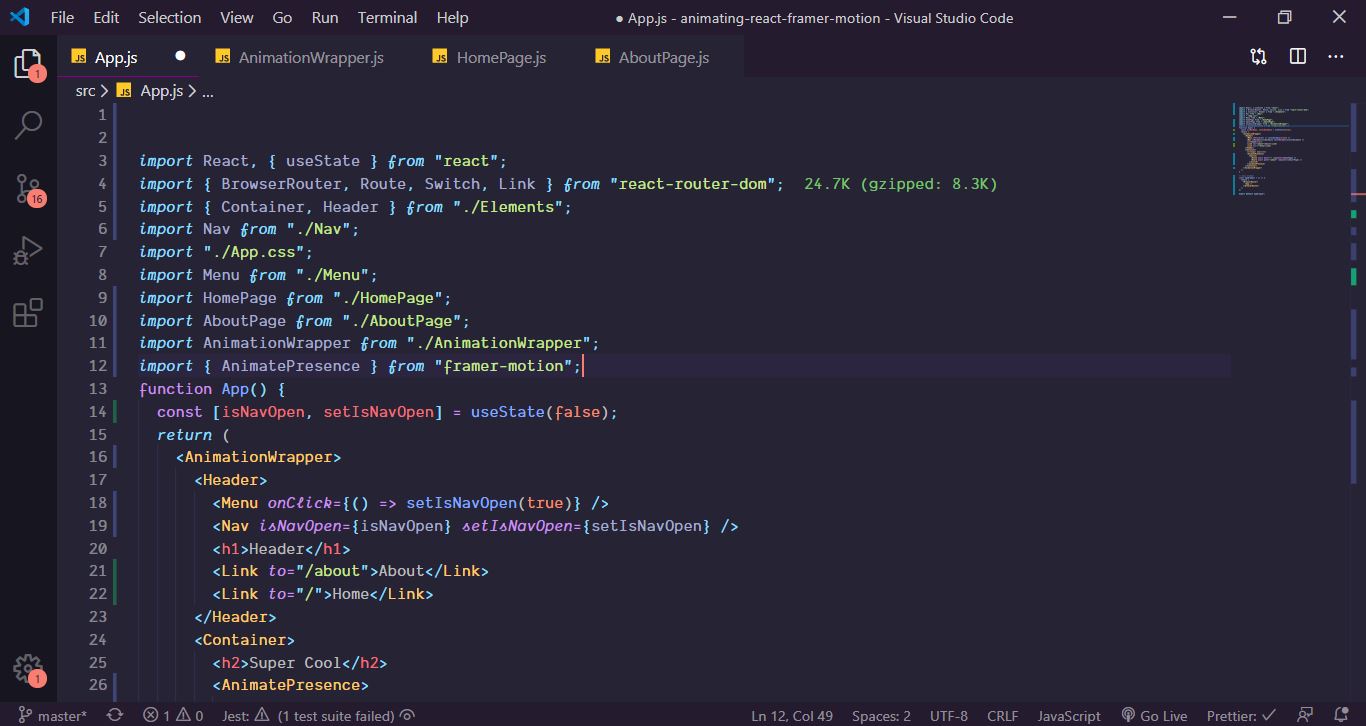 File Edit Selection View Go Run Terminal Help ● App.js - animating-react-framer-motion - Visual Studio Code
JS App.js ● JS AnimationWrapper.js JS HomePage.js JS AboutPage.js
1
src > JS App.js > ...
1
2
3 import React, { useState } from "react";
4 import { BrowserRouter, Route, Switch, Link } from "react-router-dom"; 24.7K (gzipped: 8.3K)
5 import { Container, Header } from "./Elements";
16
6 import Nav from "./Nav";
7 import "./App.css";
8 import Menu from "./Menu";
9 import HomePage from "./HomePage";
10 import AboutPage from "./AboutPage";
11 import AnimationWrapper from "./AnimationWrapper";
12 import { AnimatePresence } from "framer-motion";
13 function App() {
14 const [isNavOpen, setIsNavOpen] = useState(false);
15 return (
16 <AnimationWrapper>
17 <Header>
18 <Menu onClick={() => setIsNavOpen(true)} />
19 <Nav isNavOpen={isNavOpen} setIsNavOpen={setIsNavOpen} />
20 <h1>Header</h1>
21 <Link to="/about">About</Link>
22 <Link to="/">Home</Link>
23 </Header>
24 <Container>
25 <h2>Super Cool</h2>
1
26 <AnimatePresence>
master* 1 0 Jest: (1 test suite failed) Ln 12, Col 49 Spaces: 2 UTF-8 CRLF JavaScript Go Live Prettier: ✓